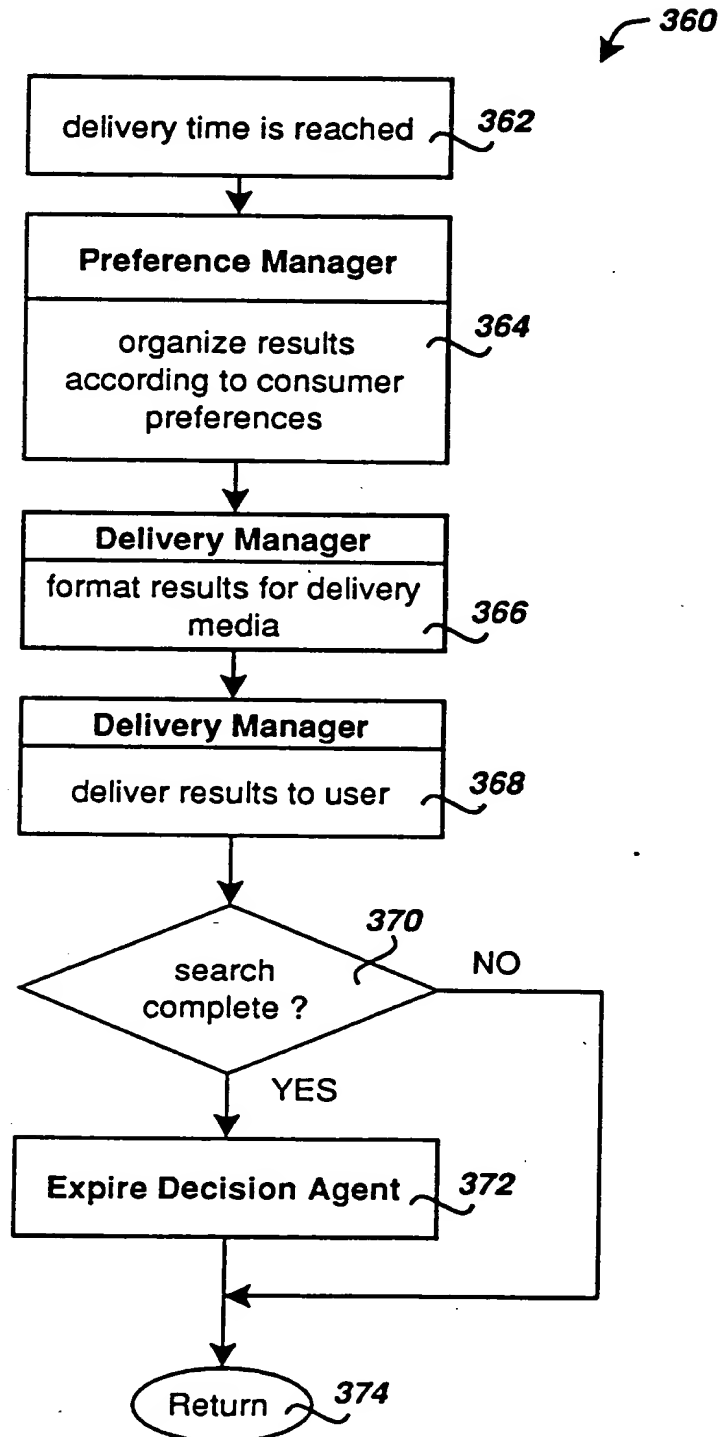 360
delivery time is reached
362
Preference Manager
organize results
according to consumer
preferences
364
Delivery Manager
format results for delivery
media
366
Delivery Manager
deliver results to user
368
370
search
complete ?
NO
YES
Expire Decision Agent
372
Return
374